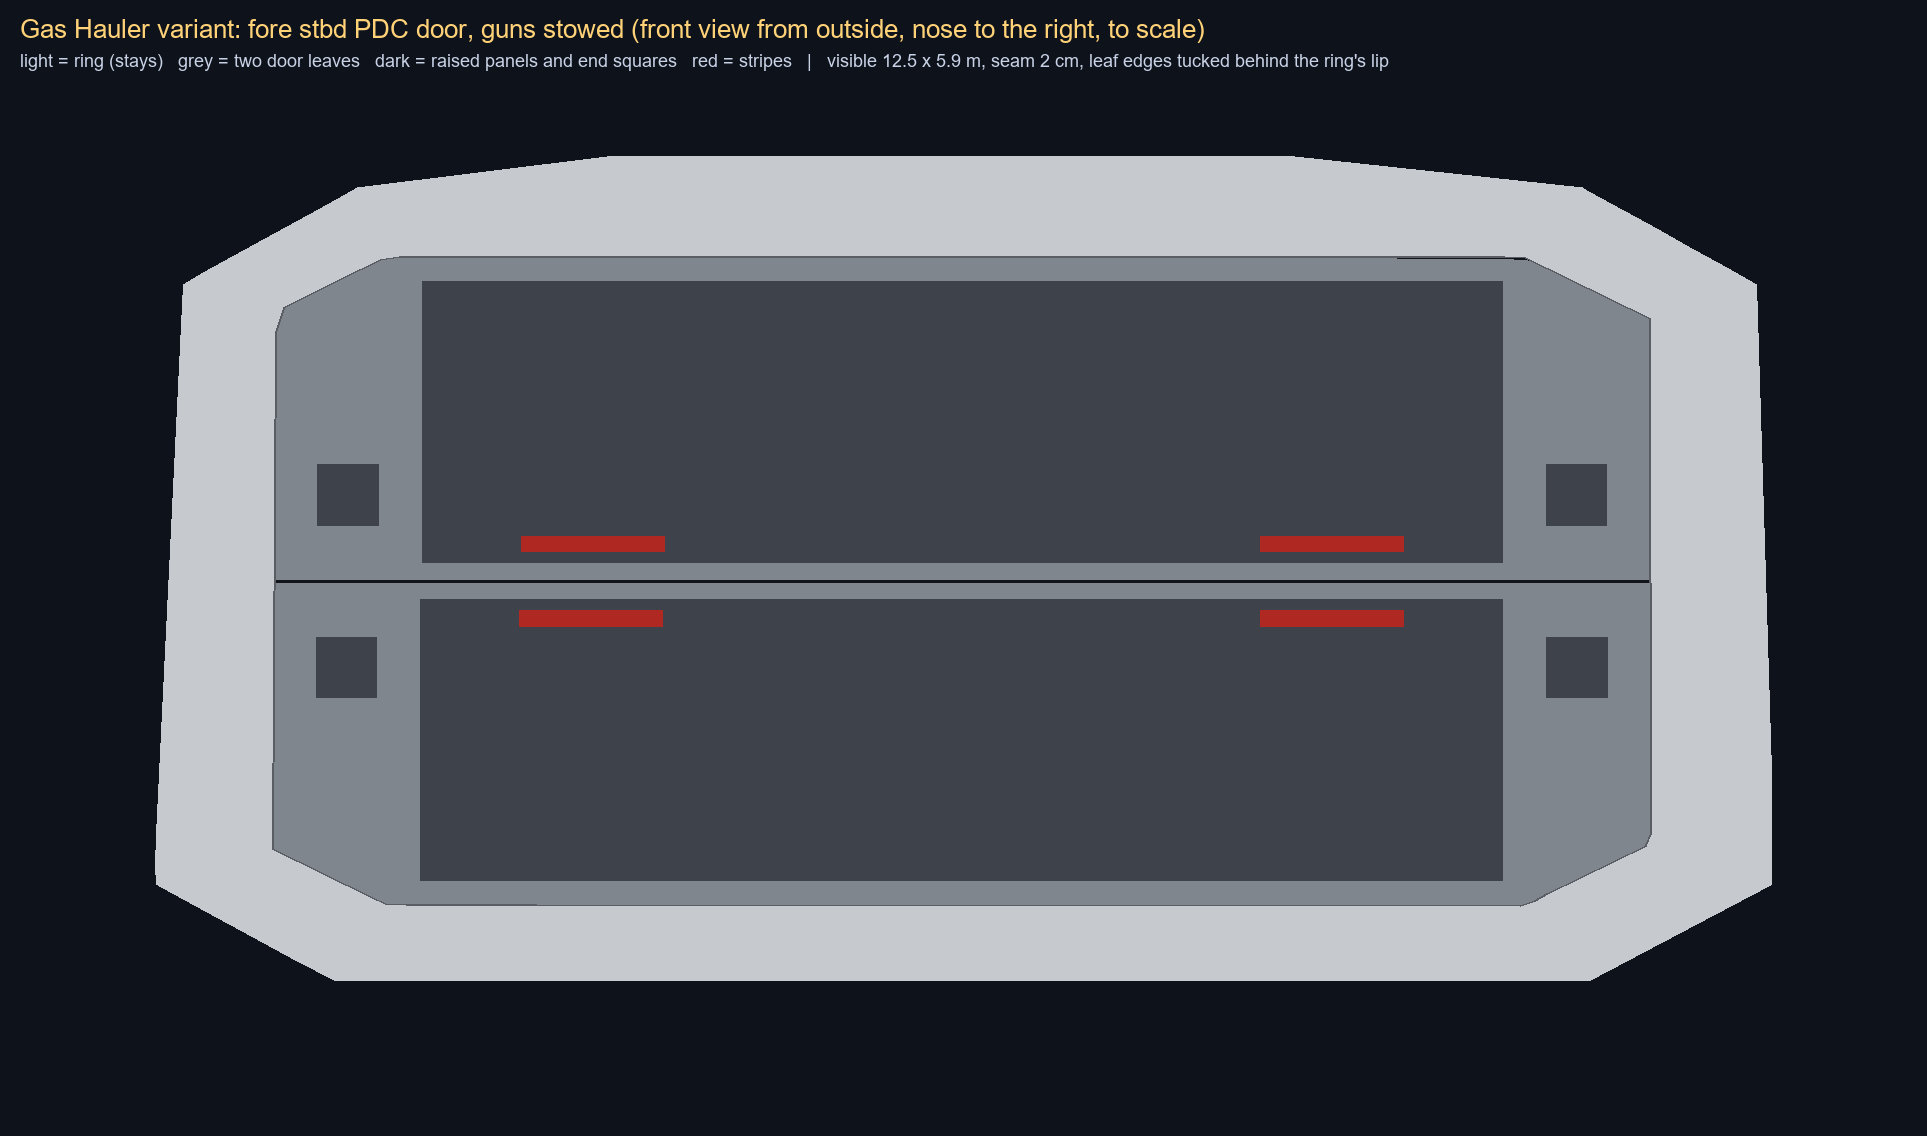 Gas Hauler variant: fore stbd PDC door, guns stowed (front view from outside, nose to the right, to scale)
light = ring (stays)   grey = two door leaves   dark = raised panels and end squares   red = stripes   |   visible 12.5 x 5.9 m, seam 2 cm, leaf edges tucked behind the ring's lip